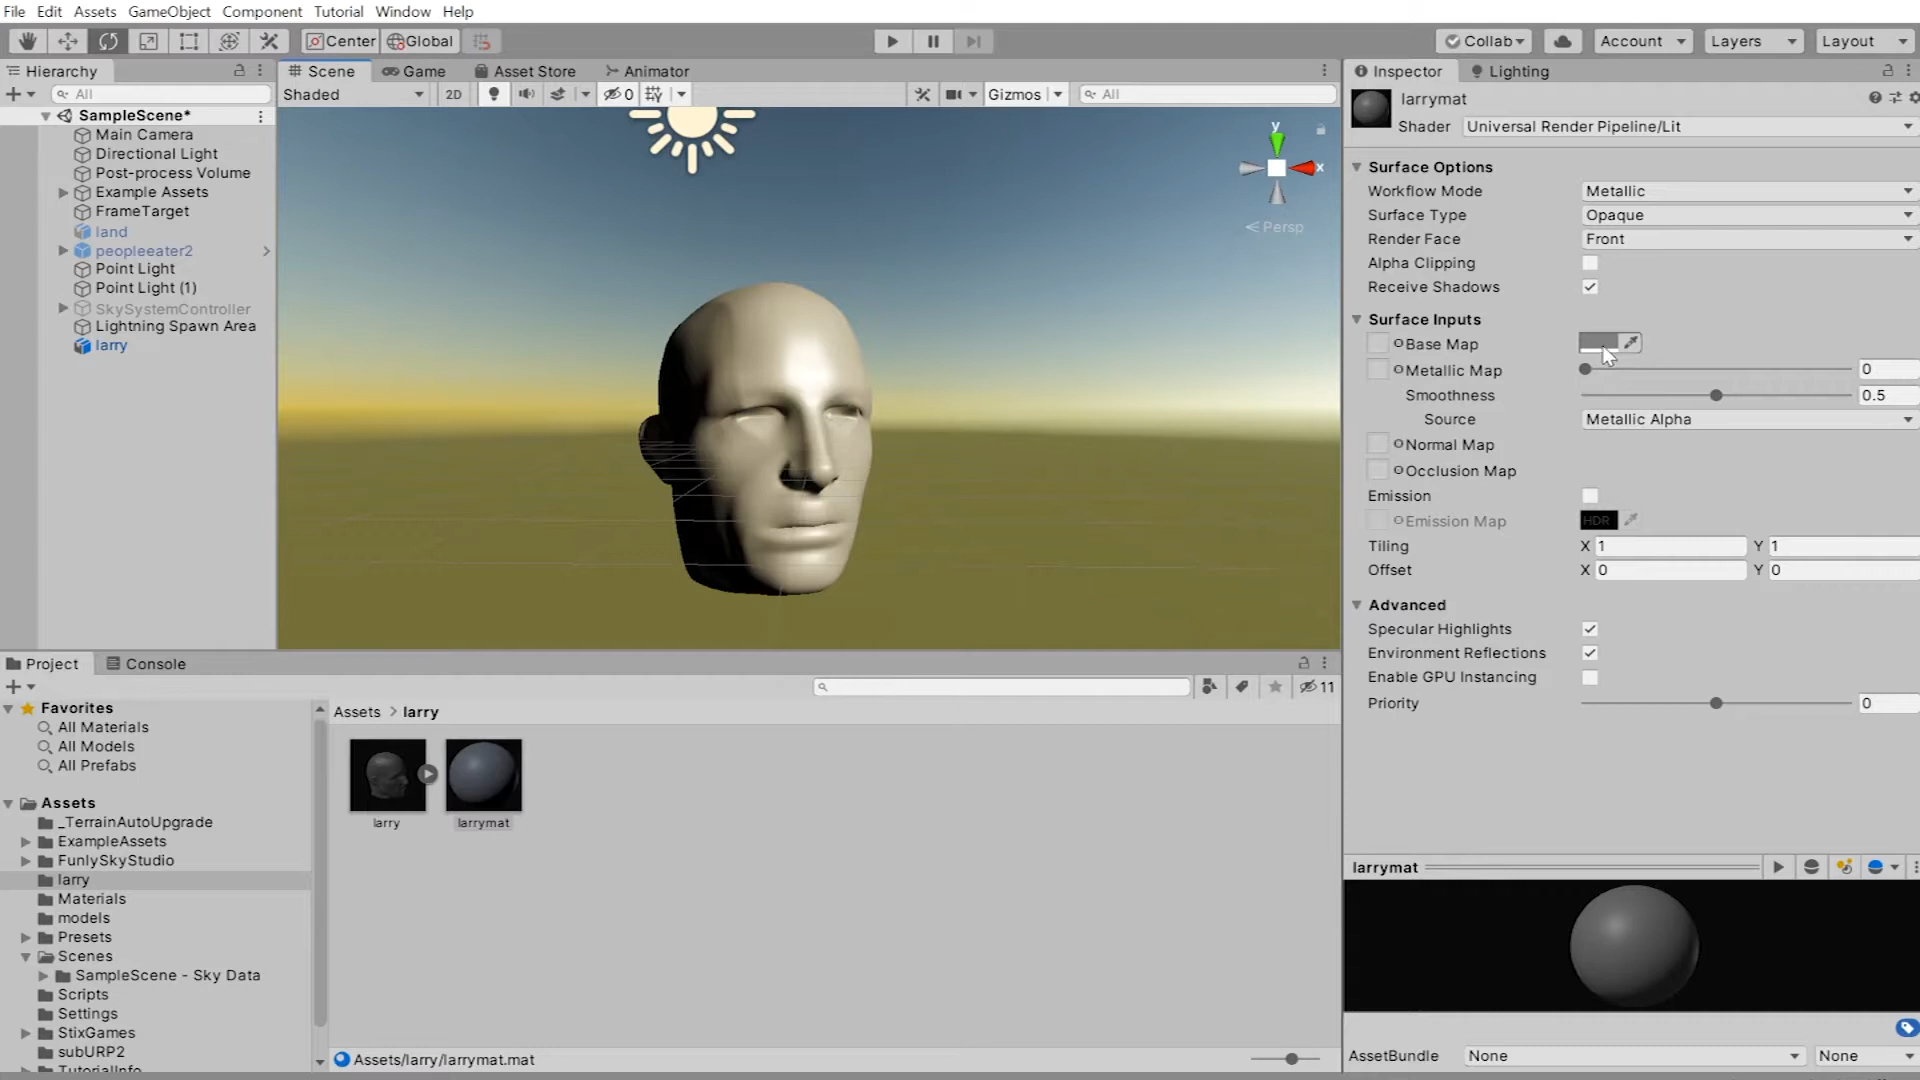 File Edit Assets GameObject Component Tutorial Window Help
Center Global Collab Account Layers Layout
Hierarchy
All
SampleScene*
Main Camera
Directional Light
Post-process Volume
Example Assets
FrameTarget
land
peopleeater2
Point Light
Point Light (1)
SkySystemController
Lightning Spawn Area
larry
Scene Game Asset Store Animator
Shaded 2D 0 Gizmos All
y
x
Persp
Inspector Lighting
larrymat
Shader Universal Render Pipeline/Lit
Surface Options
Workflow Mode Metallic
Surface Type Opaque
Render Face Front
Alpha Clipping
Receive Shadows
Surface Inputs
Base Map
Metallic Map 0
Smoothness 0.5
Source Metallic Alpha
Normal Map
Occlusion Map
Emission
Emission Map HDR
Tiling X 1 Y 1
Offset X 0 Y 0
Advanced
Specular Highlights
Environment Reflections
Enable GPU Instancing
Priority 0
Project Console
11
Favorites
All Materials
All Models
All Prefabs
Assets
_TerrainAutoUpgrade
ExampleAssets
FunlySkyStudio
larry
Materials
models
Presets
Scenes
SampleScene - Sky Data
Scripts
Settings
StixGames
subURP2
TutorialInfo
Assets > larry
larry larrymat
Assets/larry/larrymat.mat
larrymat
AssetBundle None None